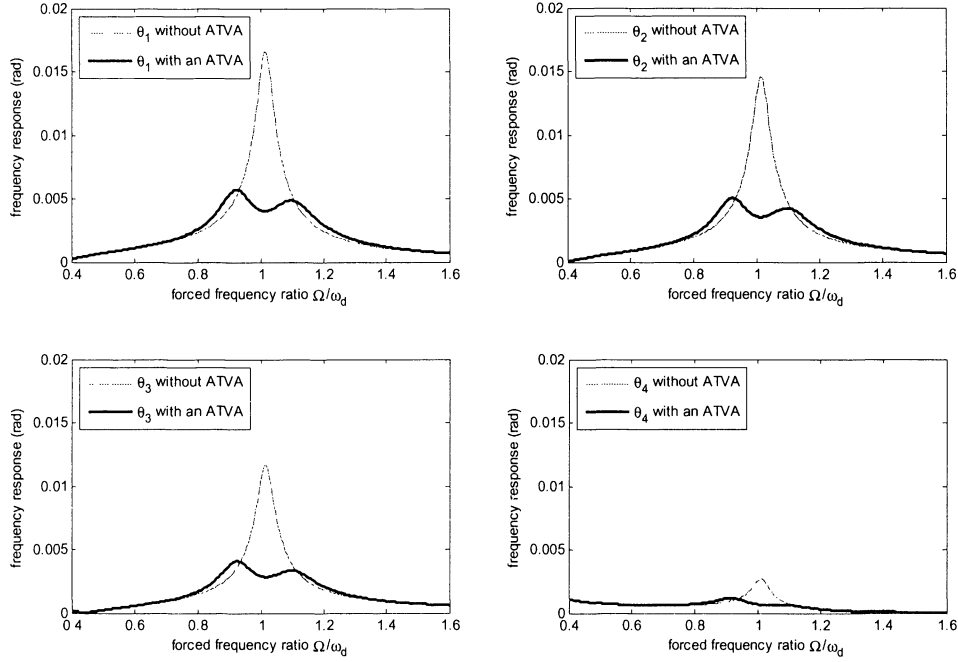 0.02
0.015
0.01
0.005
0
frequency response (rad)
θ1 without ATVA
θ1 with an ATVA
0.4 0.6 0.8 1 1.2 1.4 1.6
forced frequency ratio Ω/ωd
0.02
0.015
0.01
0.005
0
frequency response (rad)
θ2 without ATVA
θ2 with an ATVA
0.4 0.6 0.8 1 1.2 1.4 1.6
forced frequency ratio Ω/ωd
0.02
0.015
0.01
0.005
0
frequency response (rad)
θ3 without ATVA
θ3 with an ATVA
0 4 0.6 0.8 1 1.2 1.4 1.6
forced frequency ratio Ω/ωd
0.02
0.015
0.01
0.005
0
frequency response (rad)
θ4 without ATVA
θ4 with an ATVA
0.4 0.6 0.8 1 1.2 1.4 1.6
forced frequency ratio Ω/ωd